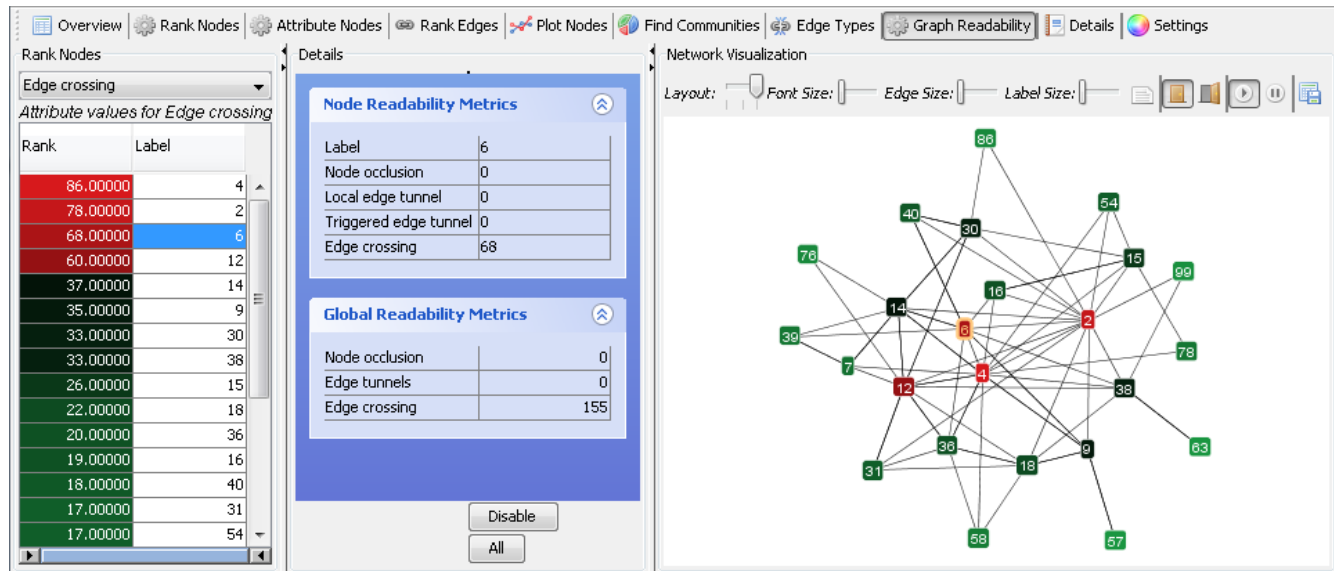 Overview Rank Nodes Attribute Nodes Rank Edges Plot Nodes Find Communities Edge Types Graph Readability Details Settings
Rank Nodes
Edge crossing
Attribute values for Edge crossing
Rank Label
86.00000 4
78.00000 2
68.00000 6
60.00000 12
37.00000 14
35.00000 9
33.00000 30
33.00000 38
26.00000 15
22.00000 18
20.00000 36
19.00000 16
18.00000 40
17.00000 31
17.00000 54
Details
Node Readability Metrics
Label 6
Node occlusion 0
Local edge tunnel 0
Triggered edge tunnel 0
Edge crossing 68
Global Readability Metrics
Node occlusion 0
Edge tunnels 0
Edge crossing 155
Disable
All
Network Visualization
Layout: Font Size: Edge Size: Label Size:
86
54
40
30
76
15
99
16
14
2
6
39
78
7
4
12
38
36
63
9
18
31
58
57